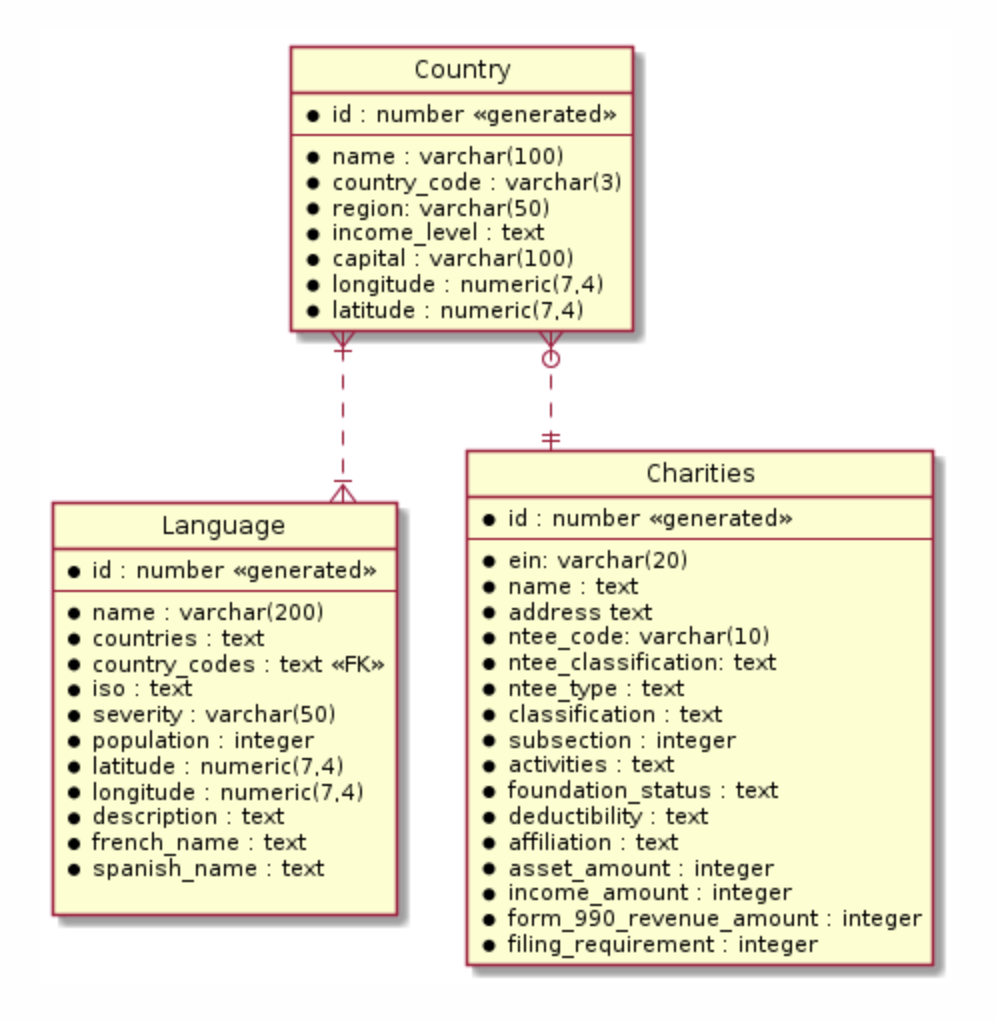 Country
id : number «generated»
name : varchar(100)
country_code : varchar(3)
region: varchar(50)
income_level : text
capital : varchar(100)
longitude : numeric(7,4)
latitude : numeric(7,4)
Language
id : number «generated»
name : varchar(200)
countries : text
country_codes : text «FK»
iso : text
severity : varchar(50)
population : integer
latitude : numeric(7,4)
longitude : numeric(7,4)
description : text
french_name : text
spanish_name : text
Charities
id : number «generated»
ein: varchar(20)
name : text
address text
ntee_code: varchar(10)
ntee_classification: text
ntee_type : text
classification : text
subsection : integer
activities : text
foundation_status : text
deductibility : text
affiliation : text
asset_amount : integer
income_amount : integer
form_990_revenue_amount : integer
filing_requirement : integer